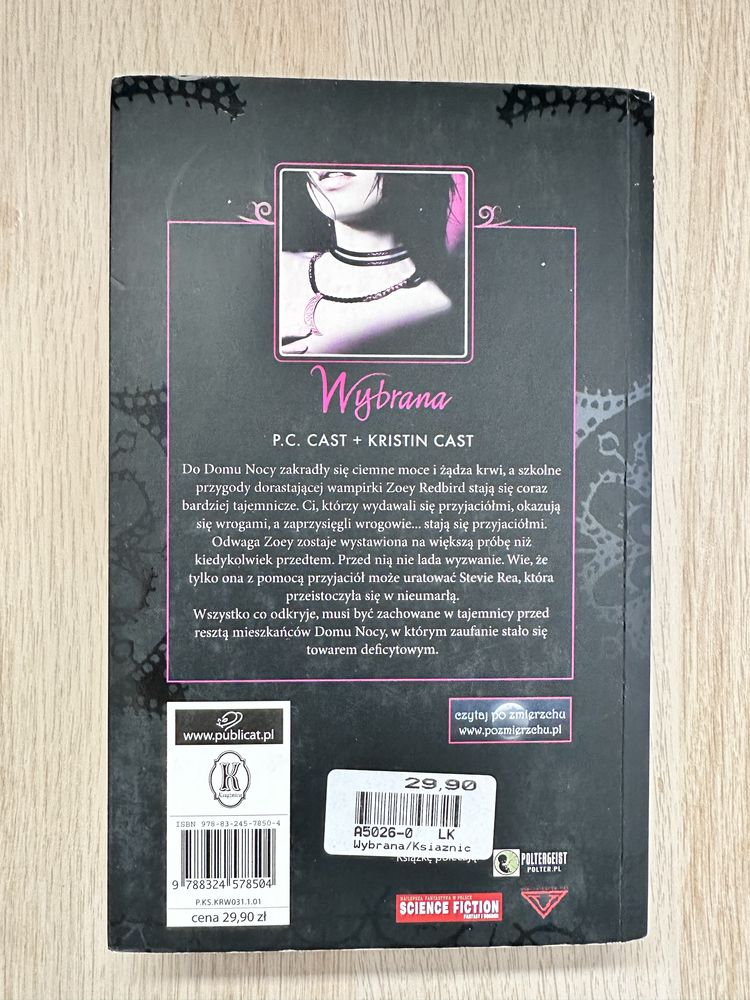 Wybrana
P.C. CAST + KRISTIN CAST
Do Domu Nocy zakradły się ciemne moce i żądza krwi, a szkolne
przygody dorastającej wampirki Zoey Redbird stają się coraz
bardziej tajemnicze. Ci, którzy wydawali się przyjaciółmi, okazują
się wrogami, a zaprzysięgli wrogowie... stają się przyjaciółmi.
Odwaga Zoey zostaje wystawiona na większą próbę niż
kiedykolwiek przedtem. Przed nią nie lada wyzwanie. Wie, że
tylko ona z pomocą przyjaciół może uratować Stevie Rea, która
przeistoczyła się w nieumarłą.
Wszystko co odkryje, musi być zachowane w tajemnicy przed
resztą mieszkańców Domu Nocy, w którym zaufanie stało się
towarem deficytowym.
czytaj po zmierzchu
www.pozmierzchu.pl
www.publicat.pl
K
Książnica
ISBN 978-83-245-7850-4
9 788324 578504
P.KS.KRW031.1.01
cena 29,90 zł
29,90
A5026-0 LK
Wybrana/Ksiaznic
POLTERGEIST
POLTER.PL
NAJLEPSZA FANTASTYKA W POLSCE
SCIENCE FICTION
FANTASY I HORROR